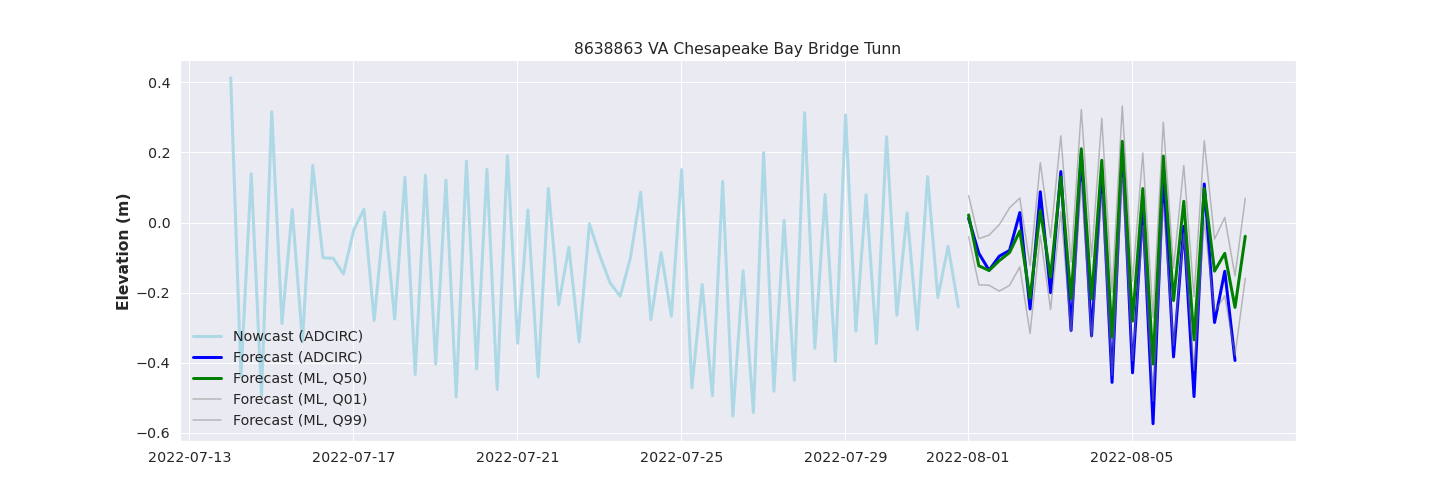 8638863 VA Chesapeake Bay Bridge Tunn
Elevation (m)
0.4
0.2
0.0
−0.2
−0.4
−0.6
Nowcast (ADCIRC)
Forecast (ADCIRC)
Forecast (ML, Q50)
Forecast (ML, Q01)
Forecast (ML, Q99)
2022-07-13 2022-07-17 2022-07-21 2022-07-25 2022-07-29 2022-08-01 2022-08-05